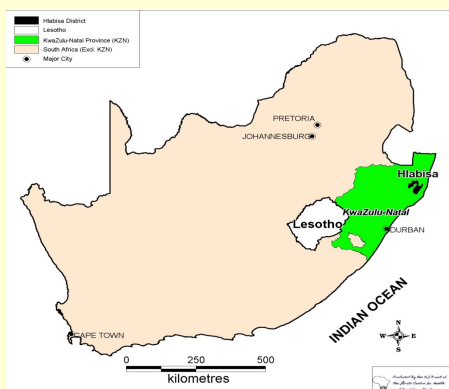 Hlabisa District
Lesotho
KwaZulu-Natal Province (KZN)
South Africa (Excl. KZN)
Major City
PRETORIA
JOHANNESBURG
Hlabisa
KwaZulu-Natal
Lesotho
DURBAN
INDIAN OCEAN
CAPE TOWN
N
W E
S
0 250 500
kilometres